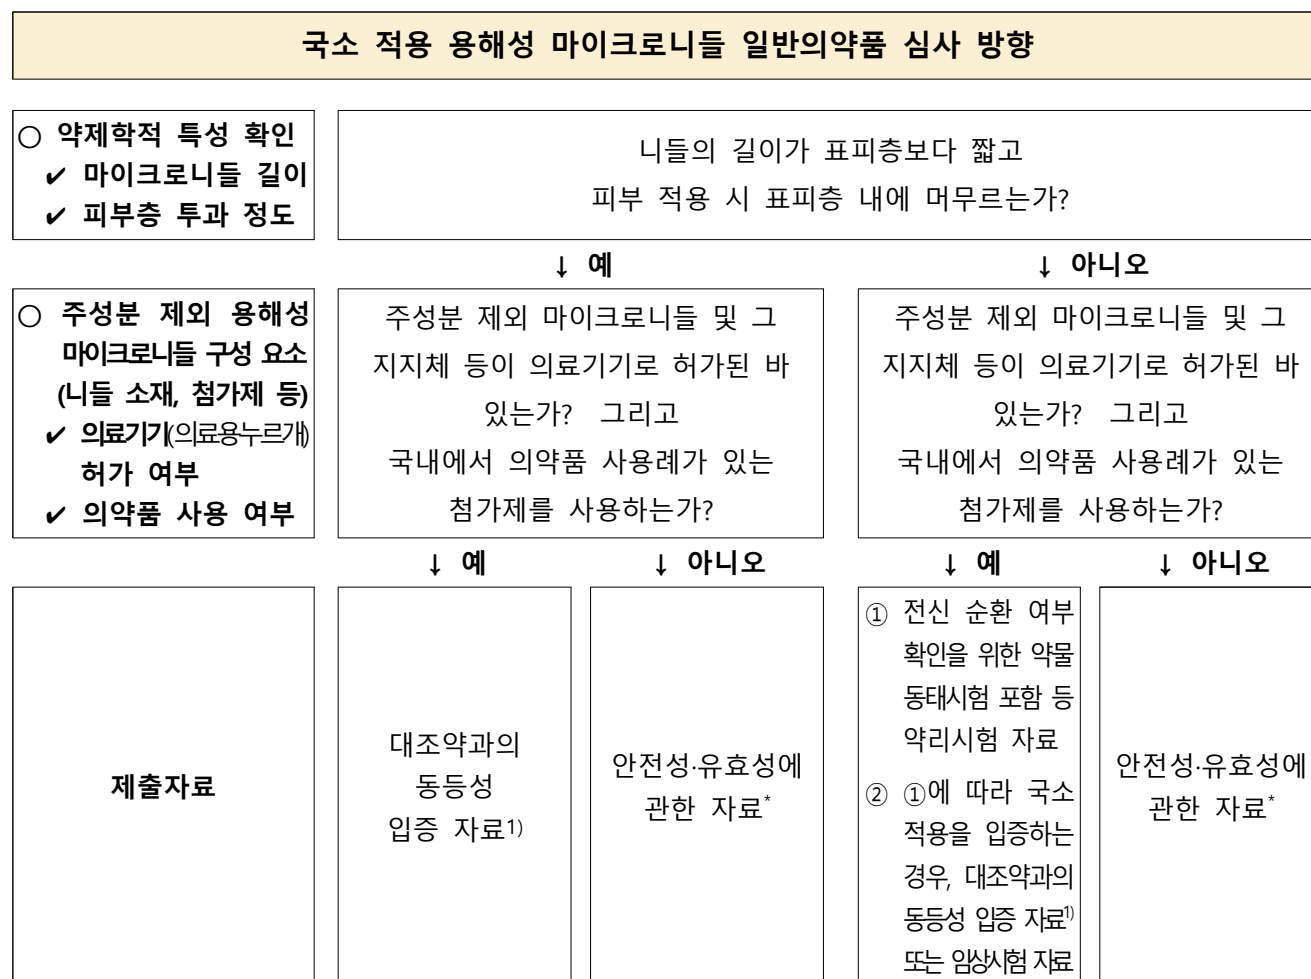 국소 적용 용해성 마이크로니들 일반의약품 심사 방향
○ 약제학적 특성 확인
✔ 마이크로니들 길이
✔ 피부층 투과 정도
니들의 길이가 표피층보다 짧고
피부 적용 시 표피층 내에 머무르는가?
↓ 예
↓ 아니오
○ 주성분 제외 용해성
마이크로니들 구성 요소
(니들 소재, 첨가제 등)
✔ 의료기기(의료용누르개)
허가 여부
✔ 의약품 사용 여부
주성분 제외 마이크로니들 및 그
지지체 등이 의료기기로 허가된 바
있는가? 그리고
국내에서 의약품 사용례가 있는
첨가제를 사용하는가?
주성분 제외 마이크로니들 및 그
지지체 등이 의료기기로 허가된 바
있는가? 그리고
국내에서 의약품 사용례가 있는
첨가제를 사용하는가?
↓ 예
↓ 아니오
↓ 예
↓ 아니오
제출자료
대조약과의
동등성
입증 자료1)
안전성·유효성에
관한 자료*
① 전신 순환 여부
확인을 위한 약물
동태시험 포함 등
약리시험 자료
② ①에 따라 국소
적용을 입증하는
경우, 대조약과의
동등성 입증 자료1)
또는 임상시험 자료
안전성·유효성에
관한 자료*